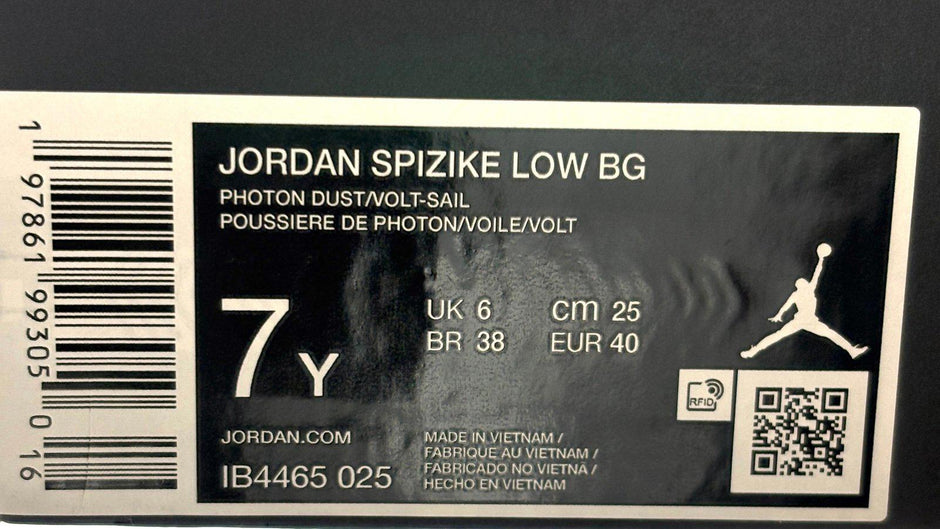 1 97861 99305 0 16
JORDAN SPIZIKE LOW BG
PHOTON DUST/VOLT-SAIL
POUSSIERE DE PHOTON/VOILE/VOLT
7 Y
UK 6 cm 25
BR 38 EUR 40
RFID
JORDAN.COM
IB4465 025
MADE IN VIETNAM /
FABRIQUE AU VIETNAM /
FABRICADO NO VIETNÃ /
HECHO EN VIETNAM